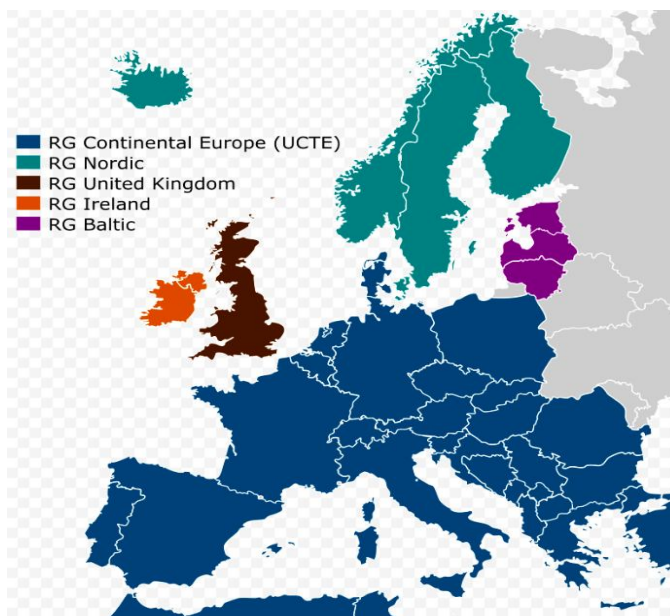 RG Continental Europe (UCTE)
RG Nordic
RG United Kingdom
RG Ireland
RG Baltic